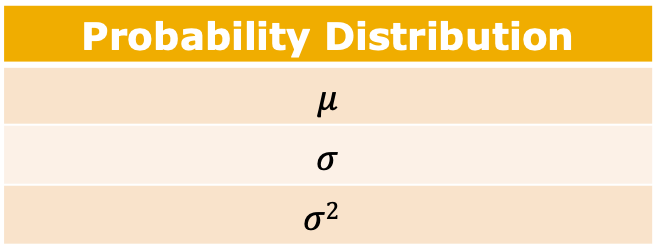 Probability Distribution
μ
σ
σ²